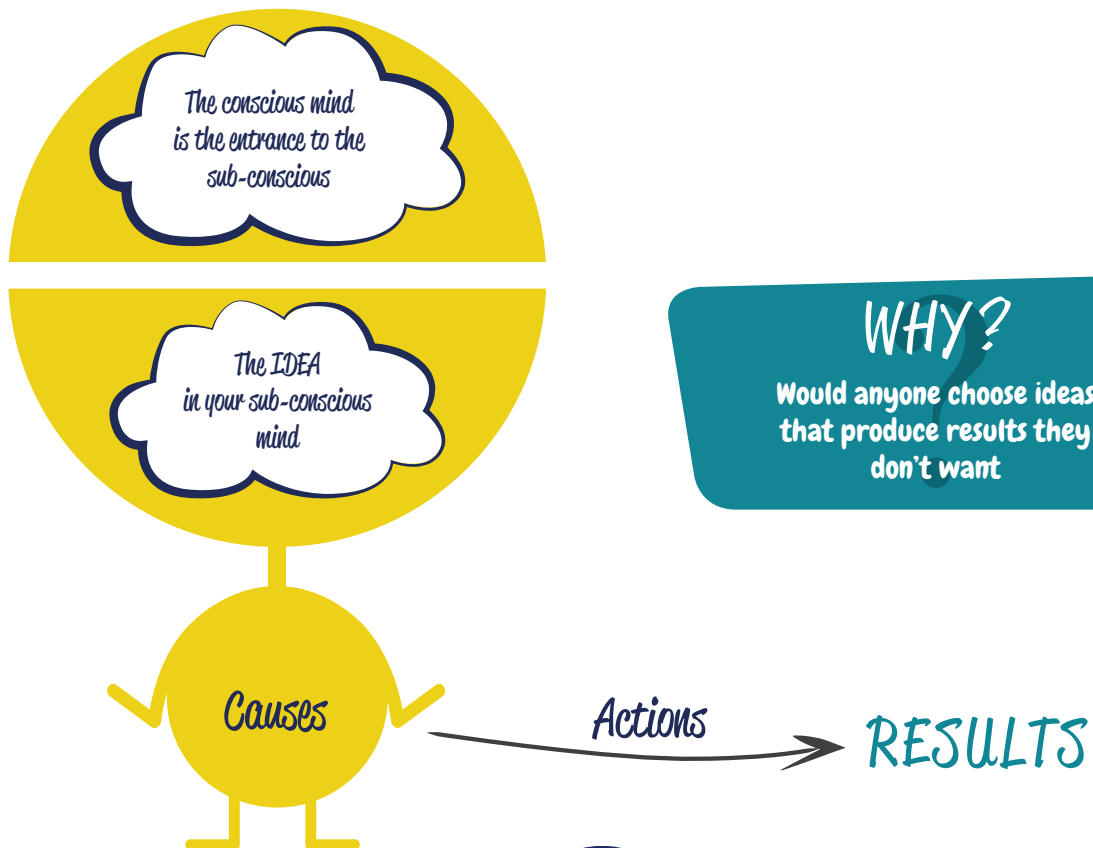 The conscious mind
is the entrance to the
sub-conscious
The IDEA
in your sub-conscious
mind
WHY?
Would anyone choose ideas
that produce results they
don't want
Causes
Actions
RESULTS